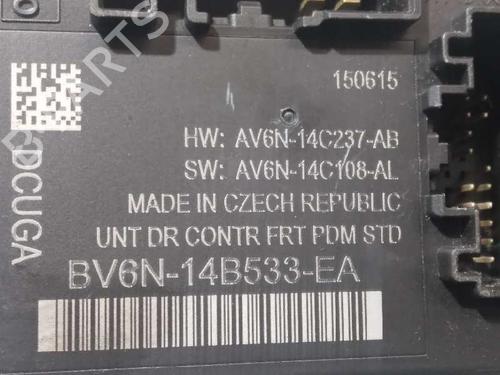 150615
HW: AV6N-14C237-AB
SW: AV6N-14C108-AL
MADE IN CZECH REPUBLIC
UNT DR CONTR FRT PDM STD
BV6N-14B533-EA
DCUGA